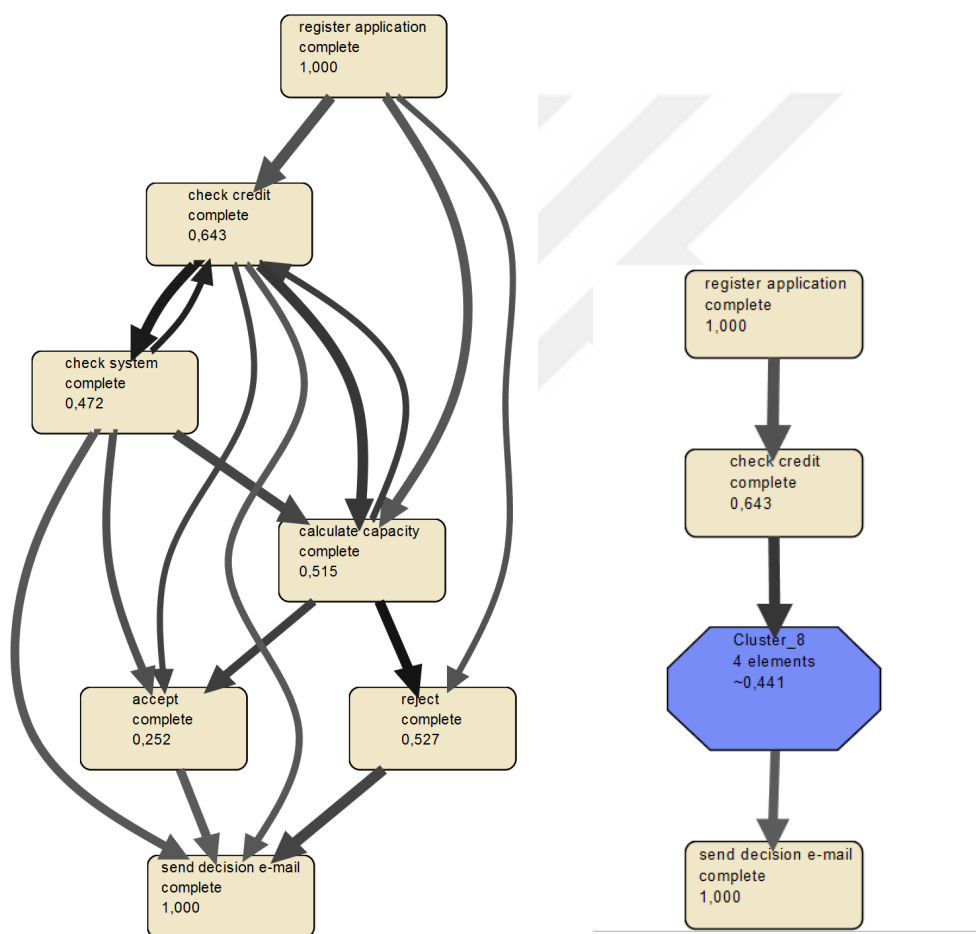 register application
complete
1,000
check credit
complete
0,643
check system
complete
0,472
calculate capacity
complete
0,515
accept
complete
0,252
reject
complete
0,527
send decision e-mail
complete
1,000
register application
complete
1,000
check credit
complete
0,643
Cluster_8
4 elements
~0,441
send decision e-mail
complete
1,000